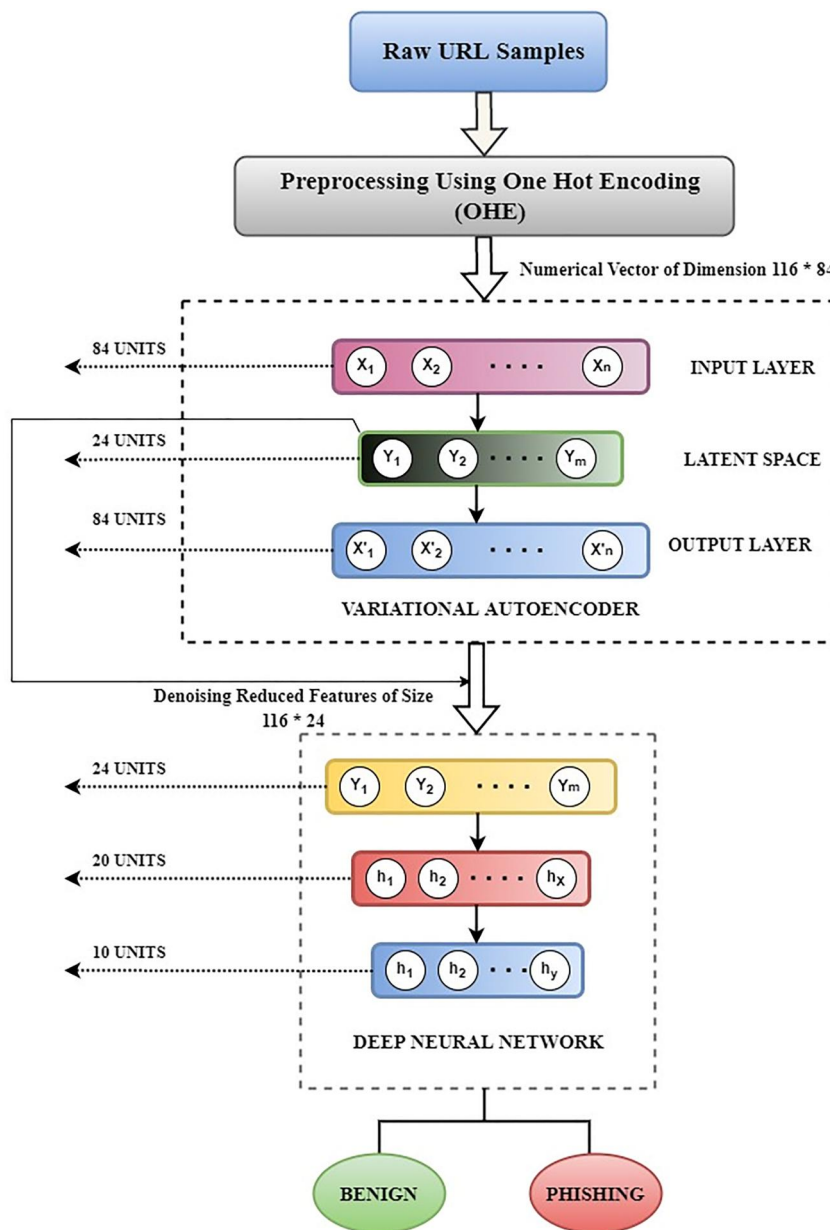 Raw URL Samples
Preprocessing Using One Hot Encoding
(OHE)
Numerical Vector of Dimension 116 * 84
84 UNITS
X1 X2 .... Xn
INPUT LAYER
24 UNITS
Y1 Y2 .... Ym
LATENT SPACE
84 UNITS
X'1 X'2 .... X'n
OUTPUT LAYER
VARIATIONAL AUTOENCODER
Denoising Reduced Features of Size
116 * 24
24 UNITS
Y1 Y2 .... Ym
20 UNITS
h1 h2 .... hx
10 UNITS
h1 h2 ... hy
DEEP NEURAL NETWORK
BENIGN
PHISHING